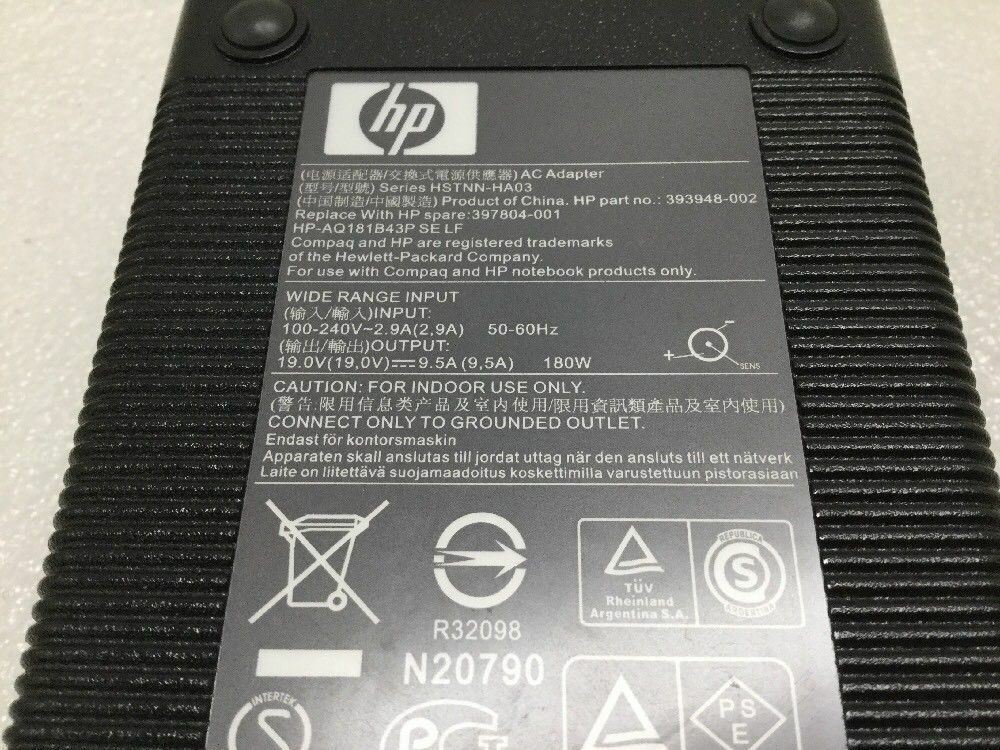 hp
(电源适配器/交換式電源供應器) AC Adapter
(型号/型號) Series HSTNN-HA03
(中国制造/中國製造) Product of China. HP part no.: 393948-002
Replace With HP spare:397804-001
HP-AQ181B43P SE LF
Compaq and HP are registered trademarks
of the Hewlett-Packard Company.
For use with Compaq and HP notebook products only.
WIDE RANGE INPUT
(输入/輸入)INPUT:
100-240V~2.9A(2,9A) 50-60Hz
(输出/輸出)OUTPUT:
19.0V(19,0V)⎓9.5A(9,5A) 180W
- + SENS
CAUTION: FOR INDOOR USE ONLY.
(警告.限用信息类产品及室内使用/限用資訊類產品及室內使用)
CONNECT ONLY TO GROUNDED OUTLET.
Endast för kontorsmaskin
Apparaten skall anslutas till jordat uttag när den ansluts till ett nätverk
Laite on liitettävä suojamaadoitus koskettimilla varustettuun pistorasiaan
R32098
TÜV
Rheinland
Argentina S.A.
REPUBLICA
S
ARGENTINA
N20790
INTERTEK
PS
E